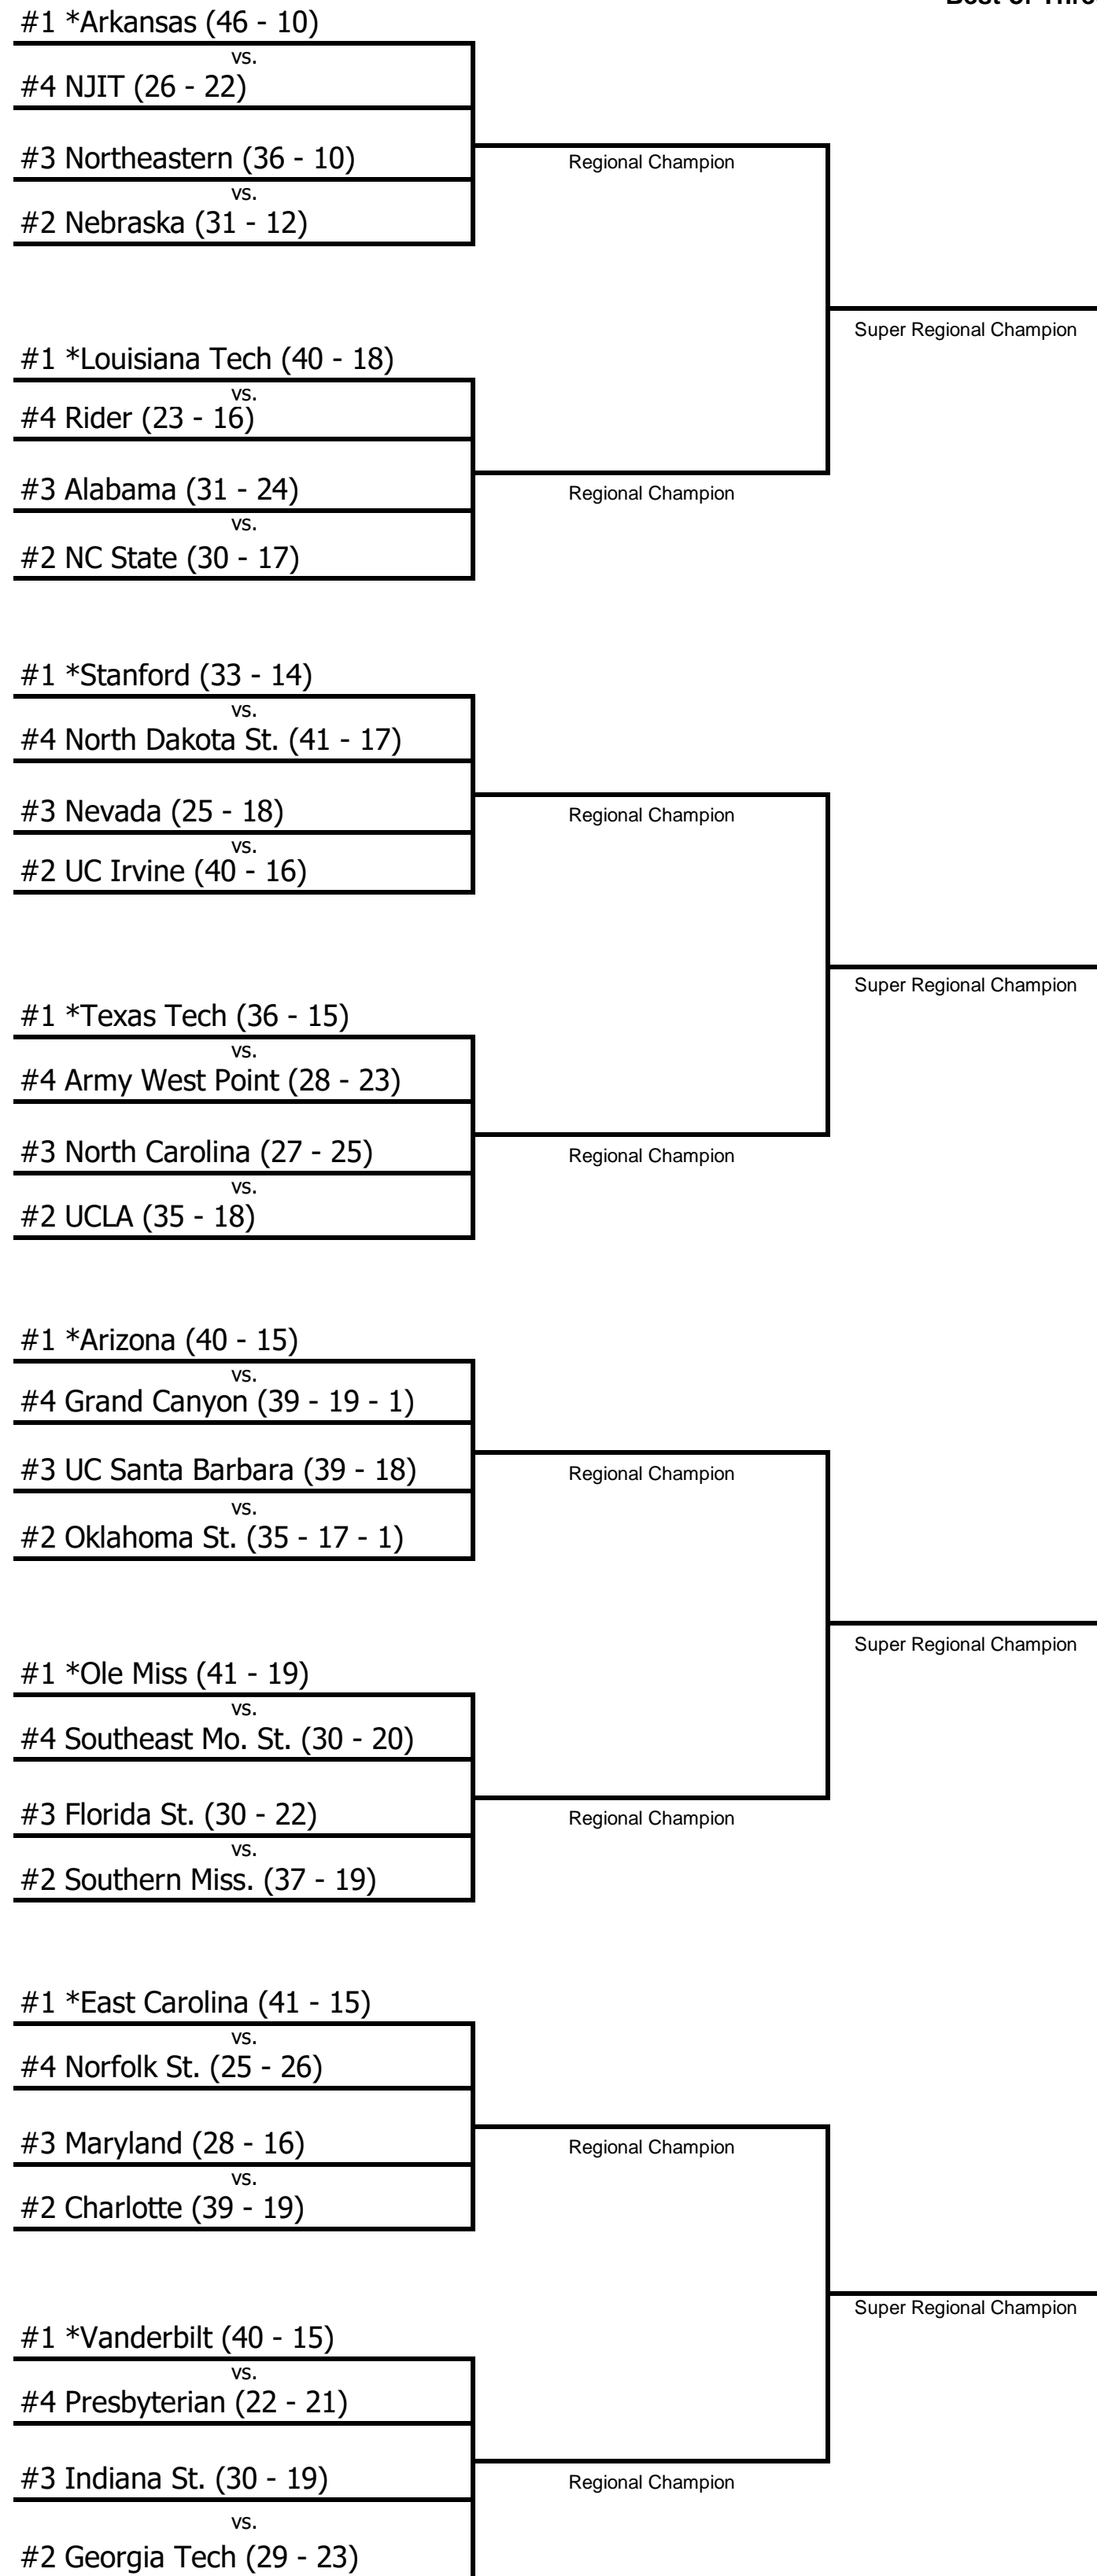 #1 *Arkansas (46 - 10)
vs.
#4 NJIT (26 - 22)
#3 Northeastern (36 - 10)
Regional Champion
vs.
#2 Nebraska (31 - 12)
Super Regional Champion
#1 *Louisiana Tech (40 - 18)
vs.
#4 Rider (23 - 16)
#3 Alabama (31 - 24)
Regional Champion
vs.
#2 NC State (30 - 17)
#1 *Stanford (33 - 14)
vs.
#4 North Dakota St. (41 - 17)
#3 Nevada (25 - 18)
Regional Champion
vs.
#2 UC Irvine (40 - 16)
Super Regional Champion
#1 *Texas Tech (36 - 15)
vs.
#4 Army West Point (28 - 23)
#3 North Carolina (27 - 25)
Regional Champion
vs.
#2 UCLA (35 - 18)
#1 *Arizona (40 - 15)
vs.
#4 Grand Canyon (39 - 19 - 1)
#3 UC Santa Barbara (39 - 18)
Regional Champion
vs.
#2 Oklahoma St. (35 - 17 - 1)
Super Regional Champion
#1 *Ole Miss (41 - 19)
vs.
#4 Southeast Mo. St. (30 - 20)
#3 Florida St. (30 - 22)
Regional Champion
vs.
#2 Southern Miss. (37 - 19)
#1 *East Carolina (41 - 15)
vs.
#4 Norfolk St. (25 - 26)
#3 Maryland (28 - 16)
Regional Champion
vs.
#2 Charlotte (39 - 19)
Super Regional Champion
#1 *Vanderbilt (40 - 15)
vs.
#4 Presbyterian (22 - 21)
#3 Indiana St. (30 - 19)
Regional Champion
vs.
#2 Georgia Tech (29 - 23)